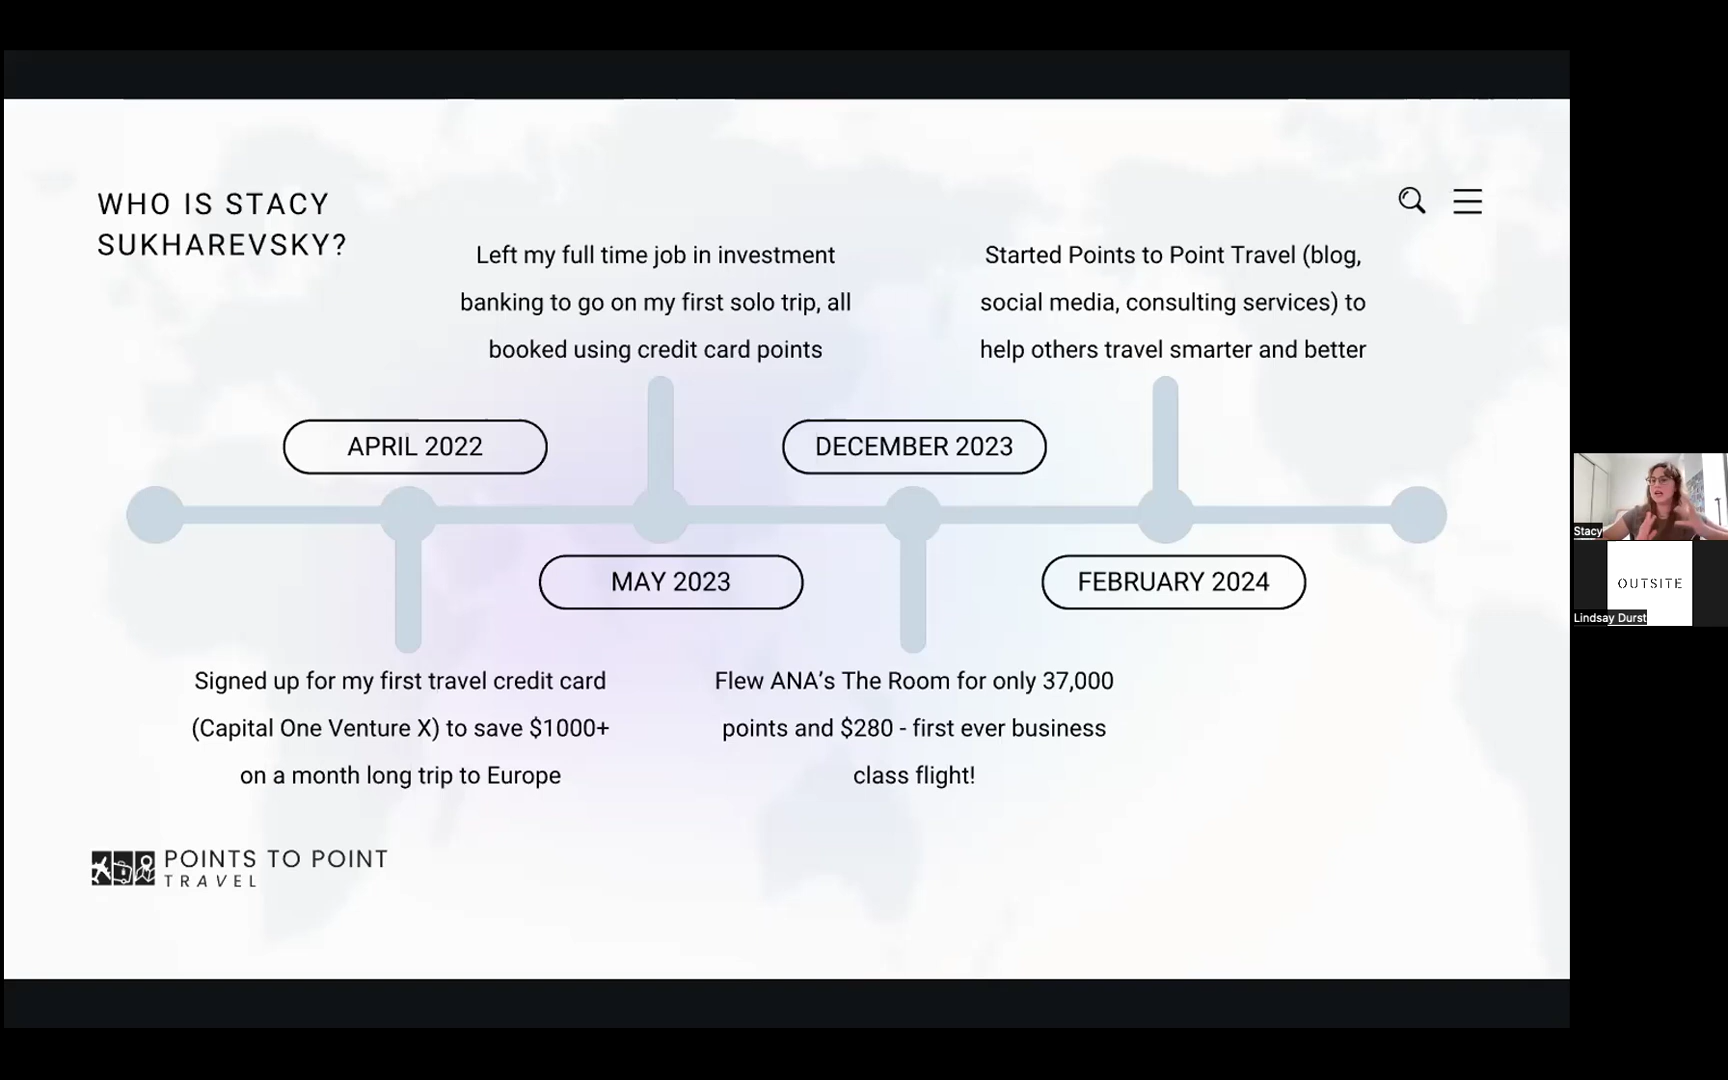 WHO IS STACY
SUKHAREVSKY?
Left my full time job in investment
banking to go on my first solo trip, all
booked using credit card points
Started Points to Point Travel (blog,
social media, consulting services) to
help others travel smarter and better
APRIL 2022
DECEMBER 2023
MAY 2023
FEBRUARY 2024
Signed up for my first travel credit card
(Capital One Venture X) to save $1000+
on a month long trip to Europe
Flew ANA’s The Room for only 37,000
points and $280 - first ever business
class flight!
POINTS TO POINT
TRAVEL
Stacy
OUTSITE
Lindsay Durst